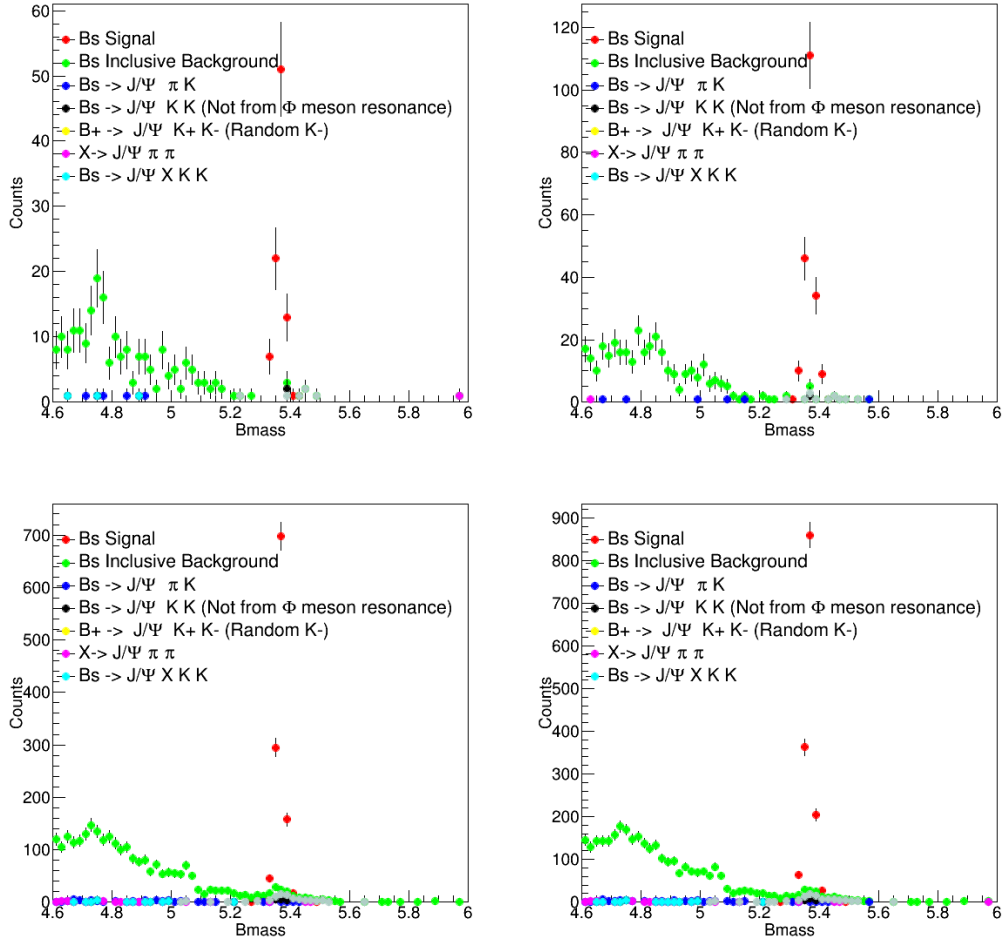 60
50
40
30
20
10
0
Counts
Bs Signal
Bs Inclusive Background
Bs -> J/Ψ π K
Bs -> J/Ψ K K (Not from Φ meson resonance)
B+ -> J/Ψ K+ K- (Random K-)
X-> J/Ψ π π
Bs -> J/Ψ X K K
4.6 4.8 5 5.2 5.4 5.6 5.8 6
Bmass
120
100
80
60
40
20
0
Counts
Bs Signal
Bs Inclusive Background
Bs -> J/Ψ π K
Bs -> J/Ψ K K (Not from Φ meson resonance)
B+ -> J/Ψ K+ K- (Random K-)
X-> J/Ψ π π
Bs -> J/Ψ X K K
4.6 4.8 5 5.2 5.4 5.6 5.8 6
Bmass
700
600
500
400
300
200
100
0
Counts
Bs Signal
Bs Inclusive Background
Bs -> J/Ψ π K
Bs -> J/Ψ K K (Not from Φ meson resonance)
B+ -> J/Ψ K+ K- (Random K-)
X-> J/Ψ π π
Bs -> J/Ψ X K K
4.6 4.8 5 5.2 5.4 5.6 5.8 6
Bmass
900
800
700
600
500
400
300
200
100
0
Counts
Bs Signal
Bs Inclusive Background
Bs -> J/Ψ π K
Bs -> J/Ψ K K (Not from Φ meson resonance)
B+ -> J/Ψ K+ K- (Random K-)
X-> J/Ψ π π
Bs -> J/Ψ X K K
4.6 4.8 5 5.2 5.4 5.6 5.8 6
Bmass